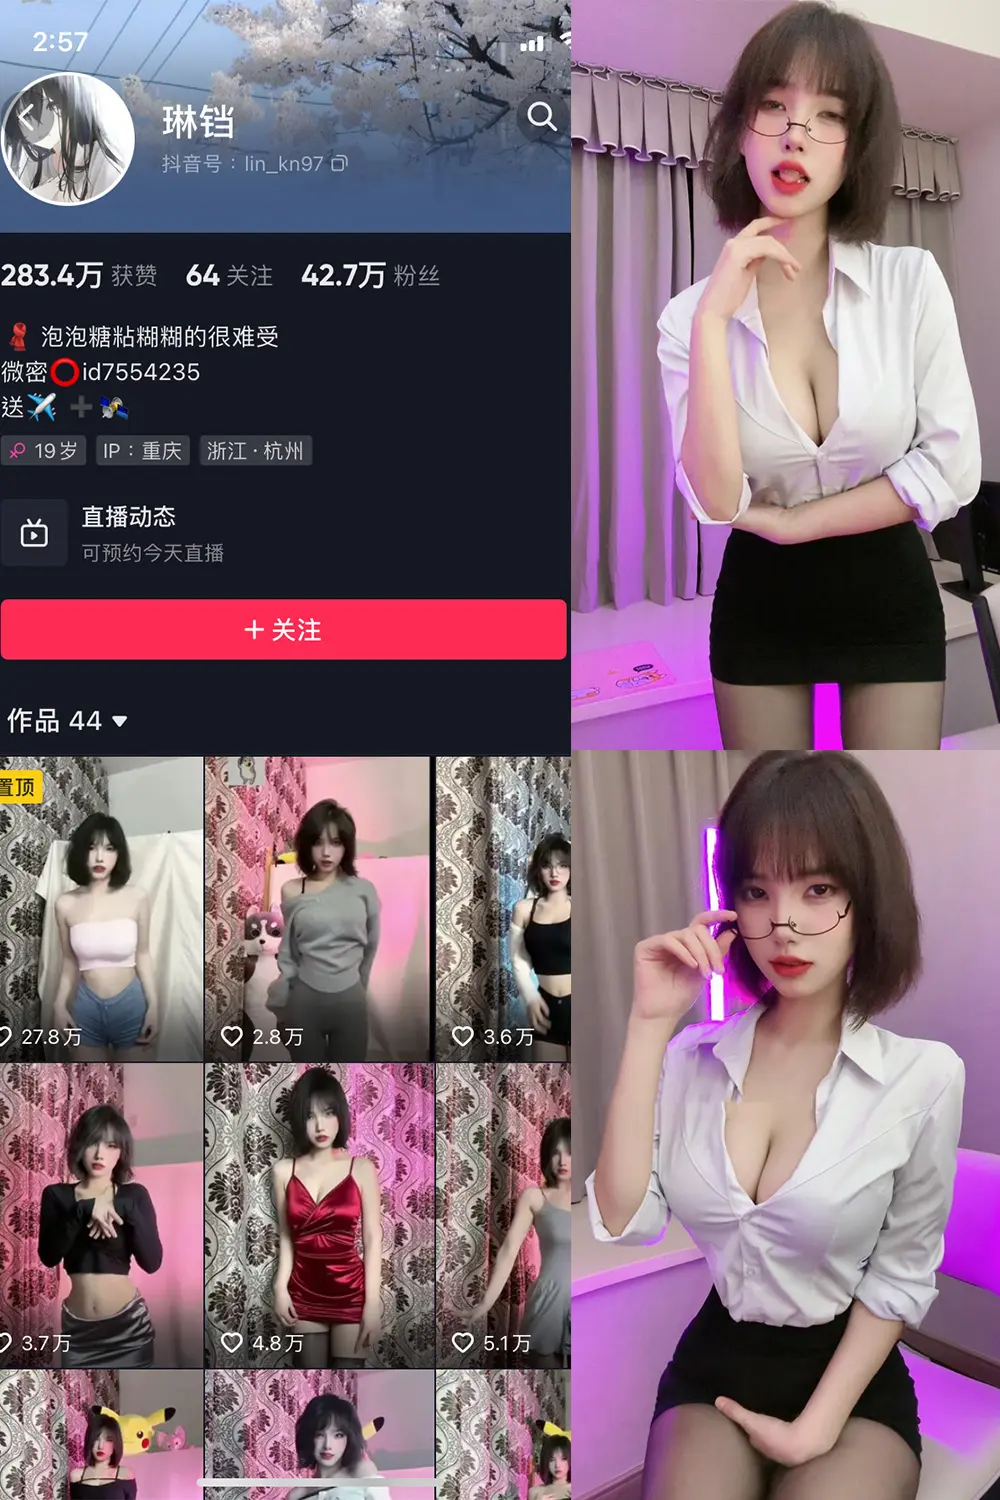 2:57
琳铛
抖音号：lin_kn97
283.4万 获赞 64 关注 42.7万 粉丝
泡泡糖粘糊糊的很难受
微密⭕id7554235
送✈️➕🛰️
19岁 IP：重庆 浙江·杭州
直播动态
可预约今天直播
+ 关注
作品 44
置顶
27.8万 2.8万 3.6万
3.7万 4.8万 5.1万